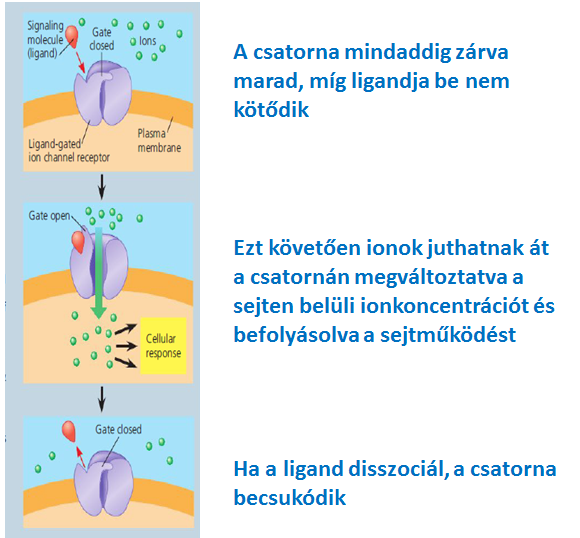 Signaling
molecule
(ligand)
Gate
closed
Ions
Ligand-gated
ion channel receptor
Plasma
membrane
A csatorna mindaddig zárva
marad, míg ligandja be nem
kötődik
Gate open
Cellular
response
Ezt követően ionok juthatnak át
a csatornán megváltoztatva a
sejten belüli ionkoncentrációt és
befolyásolva a sejtműködést
Gate closed
Ha a ligand disszociál, a csatorna
becsukódik